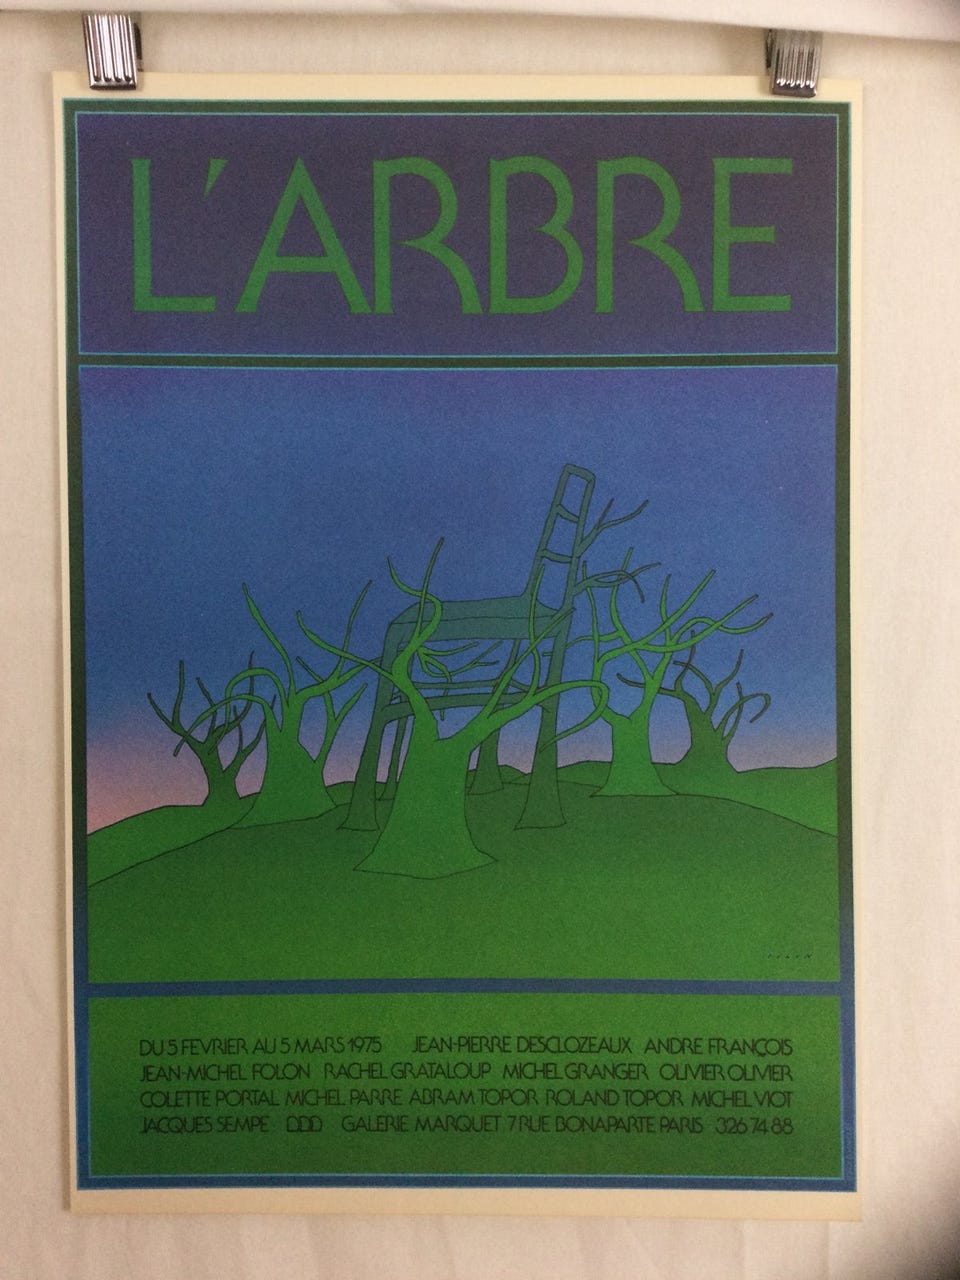 L'ARBRE
FOLON
DU 5 FEVRIER AU 5 MARS 1975 JEAN-PIERRE DESCLOZEAUX ANDRE FRANÇOIS
JEAN-MICHEL FOLON RACHEL GRATALOUP MICHEL GRANGER OLIVIER OLIVIER
COLETTE PORTAL MICHEL PARRE ABRAM TOPOR ROLAND TOPOR MICHEL VIOT
JACQUES SEMPE DDD GALERIE MARQUET 7 RUE BONAPARTE PARIS 326 74 88